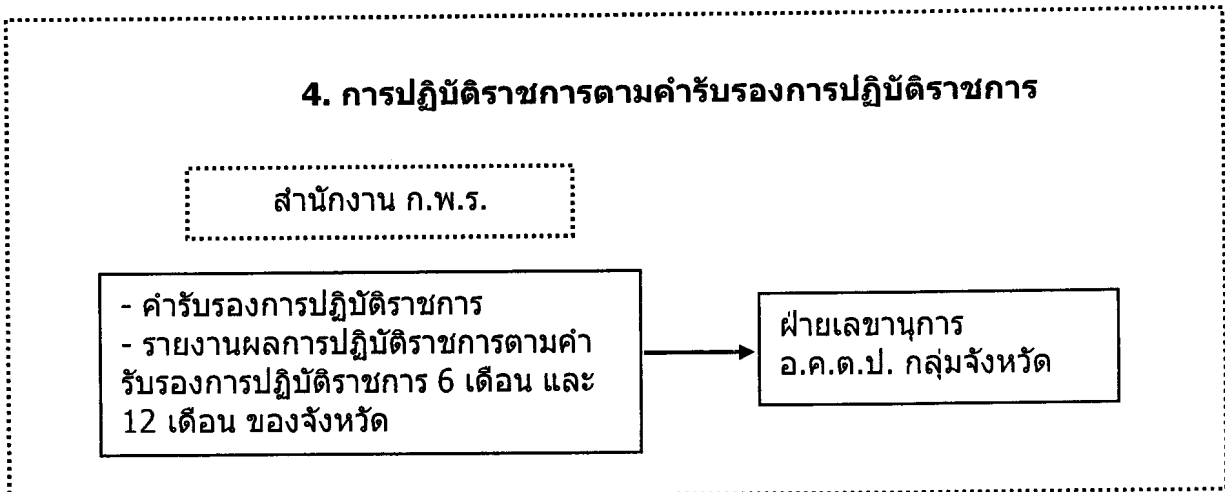 4. การปฏิบัติราชการตามคำรับรองการปฏิบัติราชการ
สำนักงาน ก.พ.ร.
- คำรับรองการปฏิบัติราชการ
- รายงานผลการปฏิบัติราชการตามคำ
รับรองการปฏิบัติราชการ 6 เดือน และ
12 เดือน ของจังหวัด
ฝ่ายเลขานุการ
อ.ค.ต.ป. กลุ่มจังหวัด